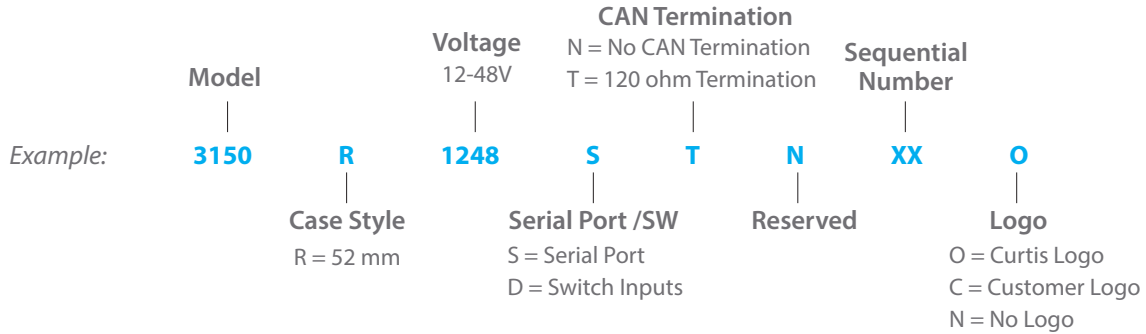 CAN Termination
N = No CAN Termination
T = 120 ohm Termination
Voltage
12-48V
Sequential
Number
Model
Example: 3150 R 1248 S T N XX O
Case Style
R = 52 mm
Serial Port /SW
S = Serial Port
D = Switch Inputs
Reserved
Logo
O = Curtis Logo
C = Customer Logo
N = No Logo